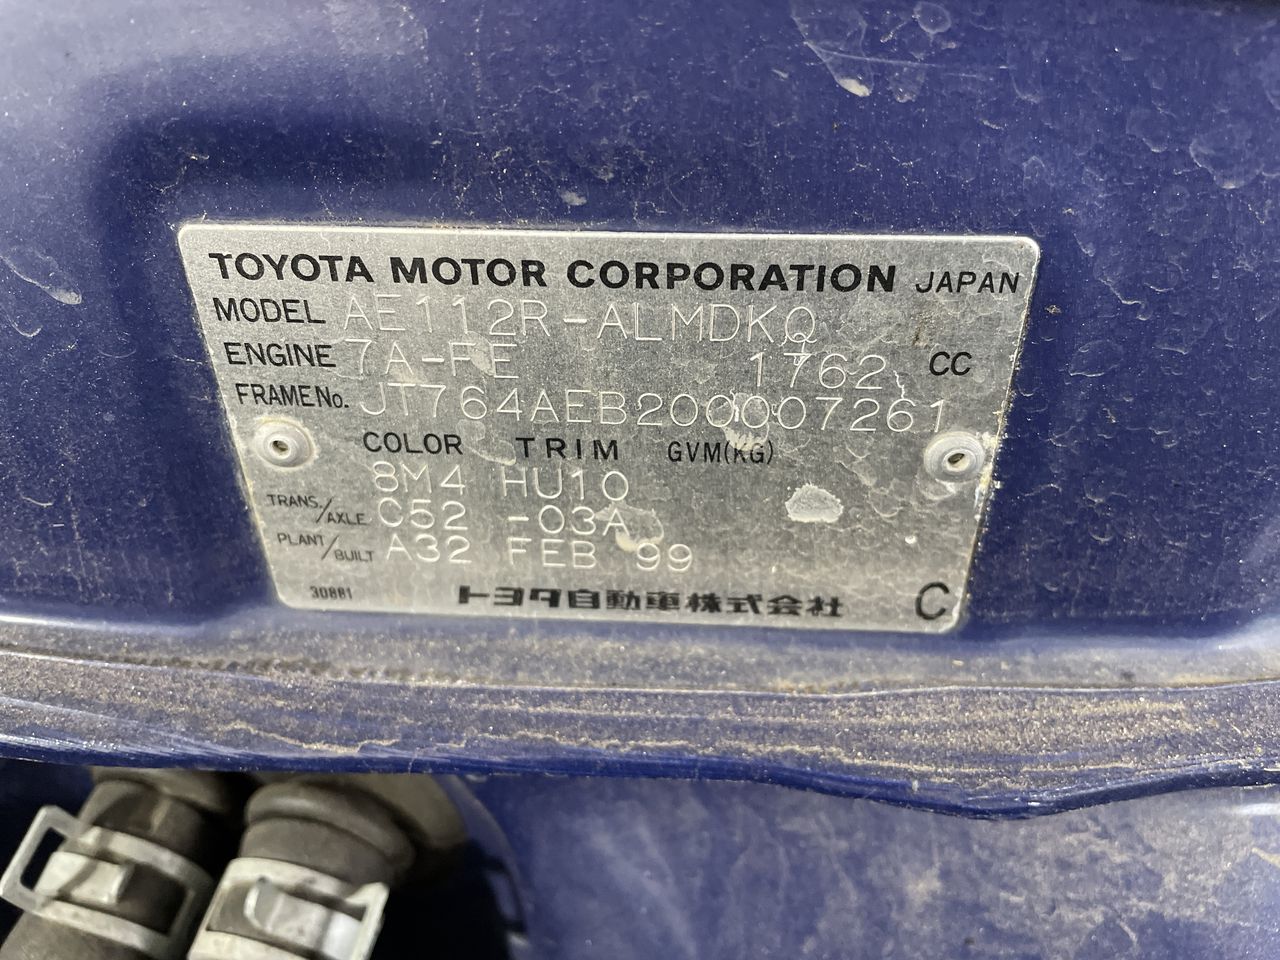 TOYOTA MOTOR CORPORATION JAPAN
MODEL AE112R-ALMDKQ
ENGINE 7A-FE 1762 CC
FRAME No. JT764AEB200007261
COLOR TRIM GVM(KG)
8M4 HU10
TRANS./AXLE C52 -03A
PLANT/BUILT A32 FEB 99
30881 トヨタ自動車株式会社 C